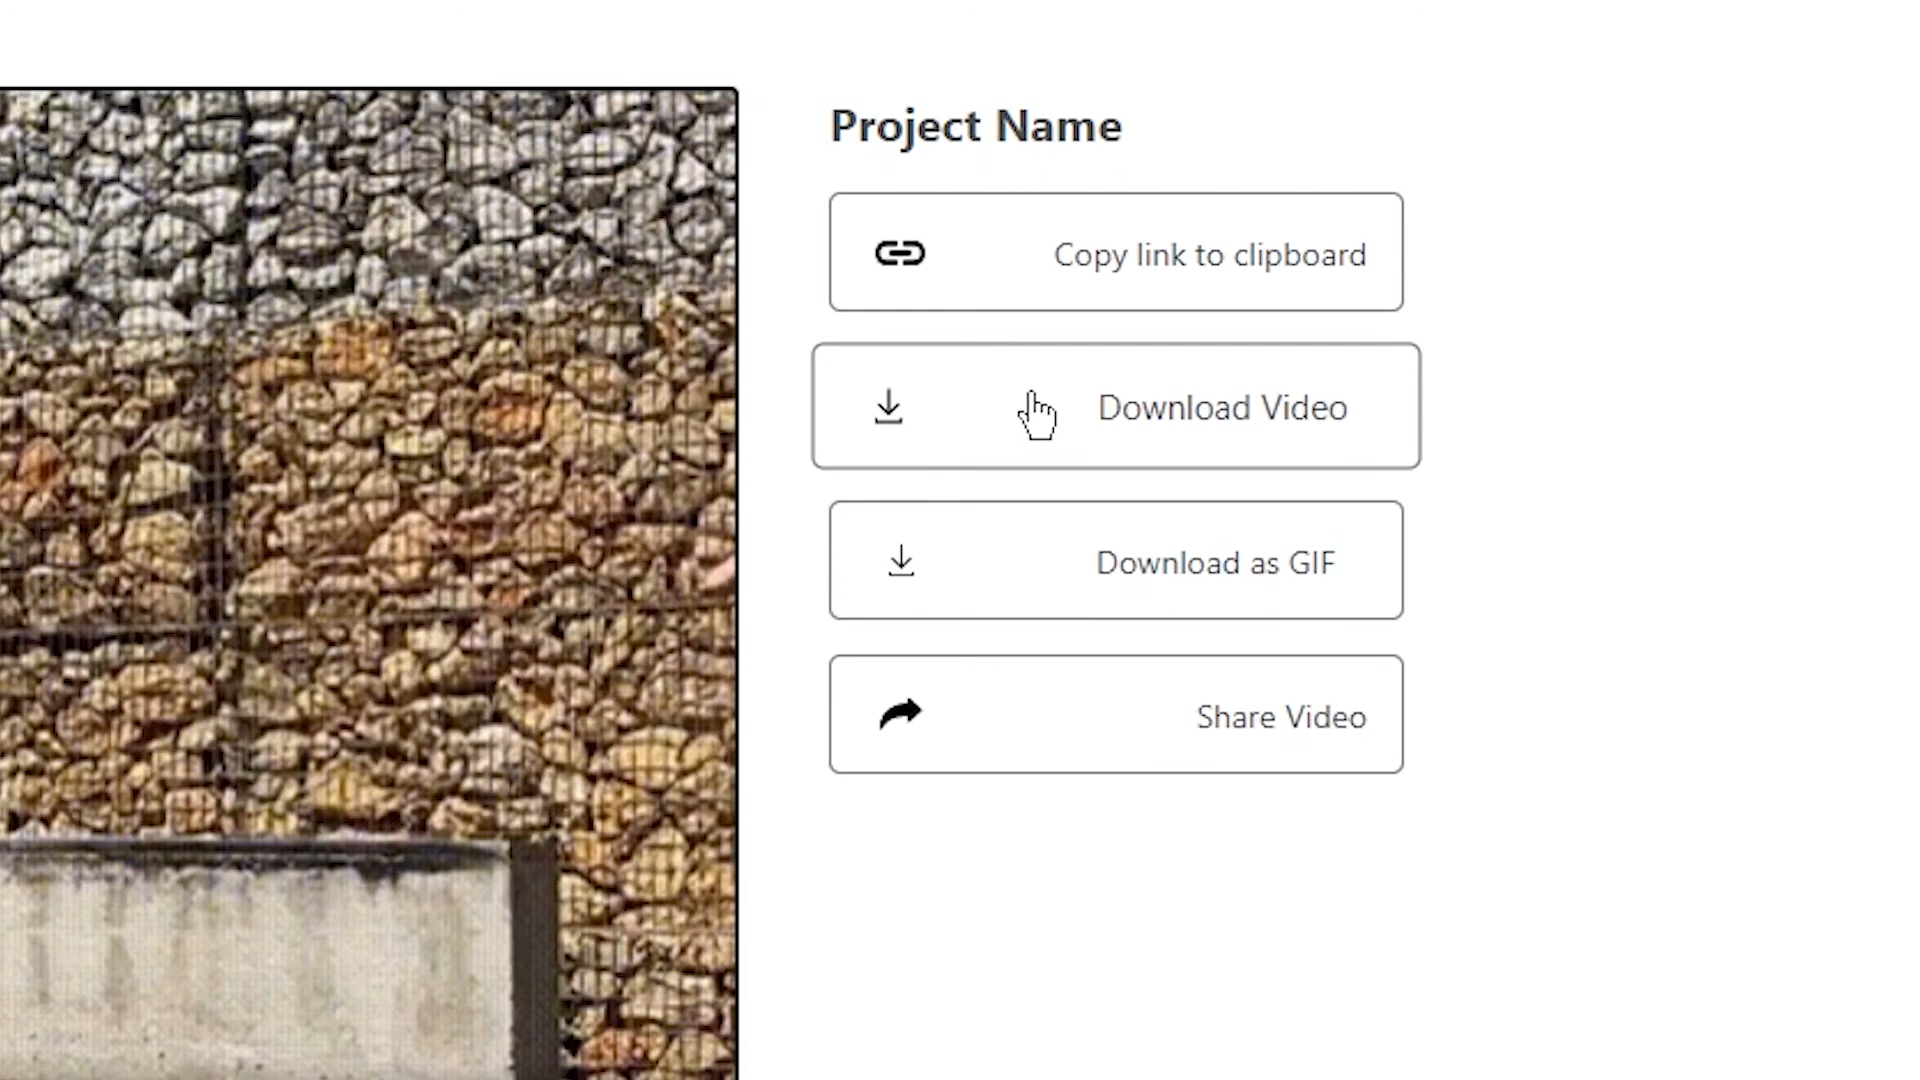 Project Name
Copy link to clipboard
Download Video
Download as GIF
Share Video